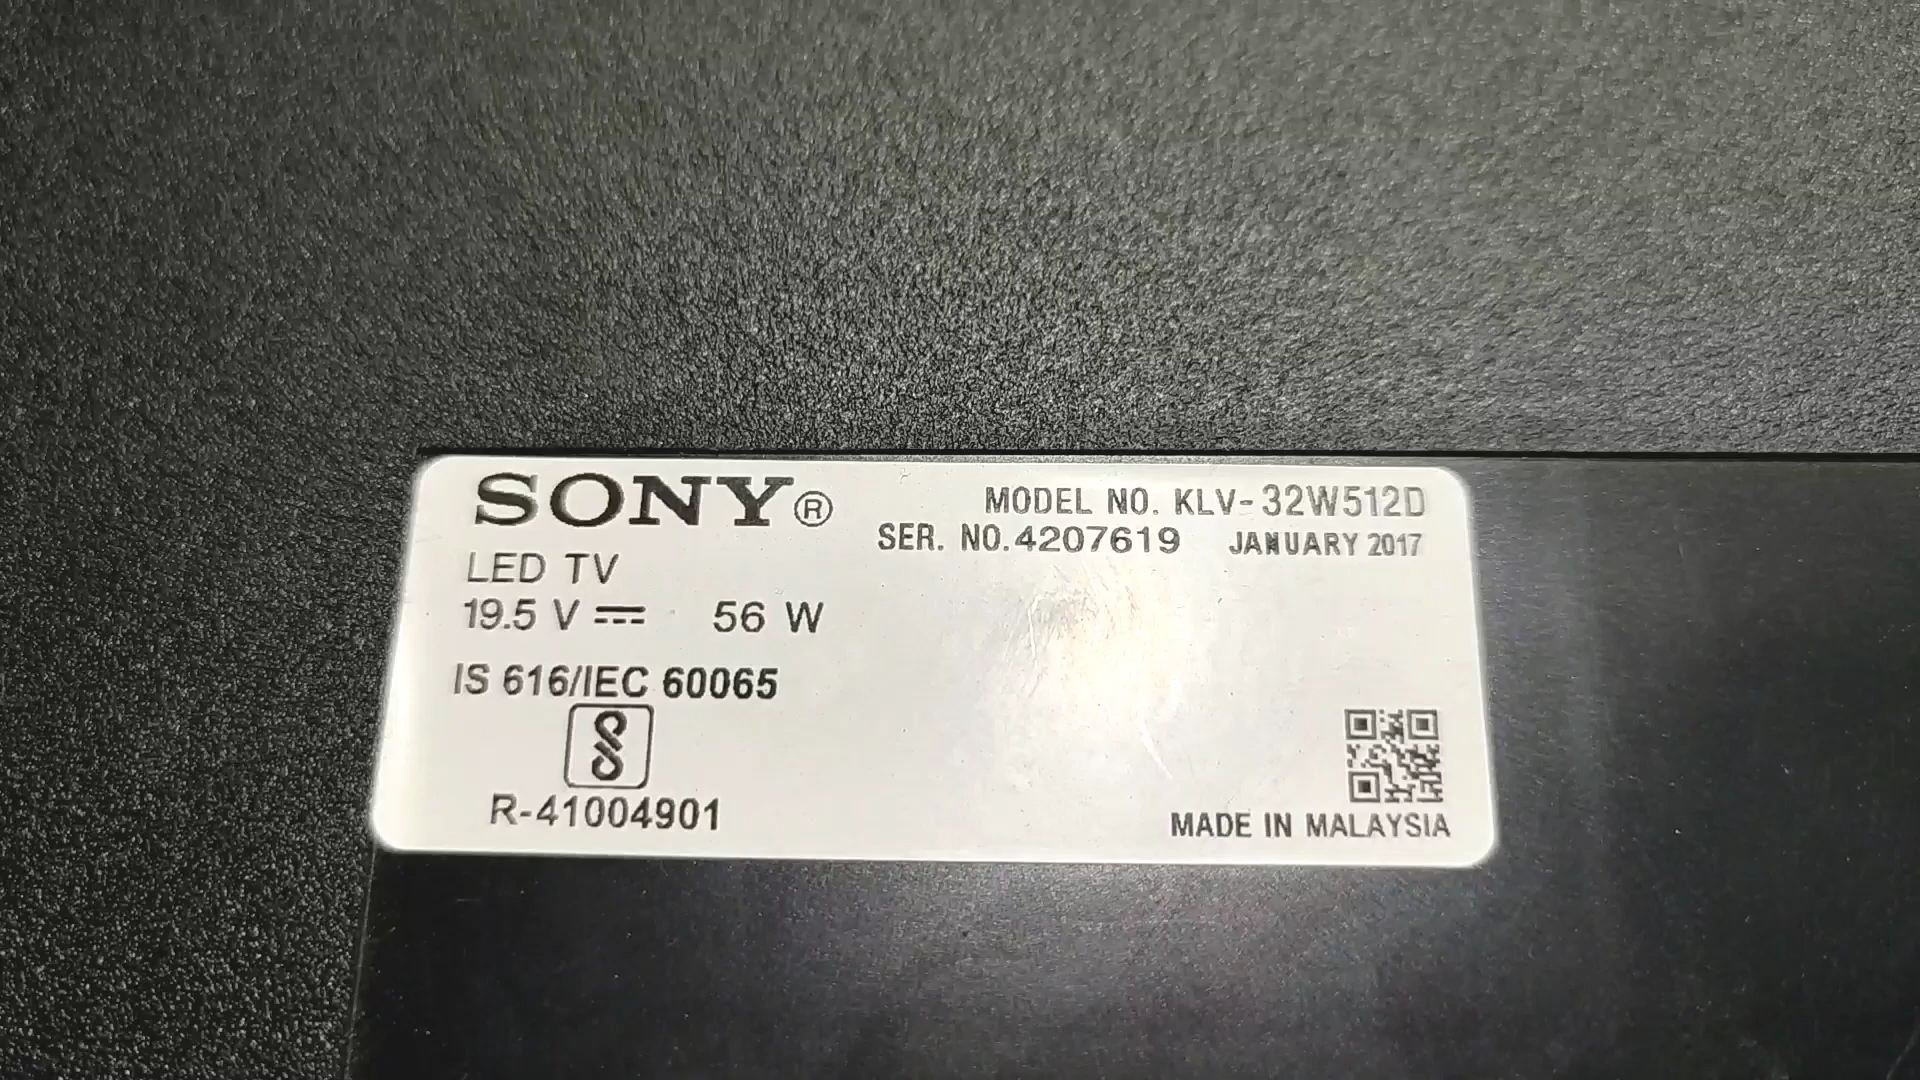 SONY®
MODEL NO. KLV-32W512D
SER. NO.4207619 JANUARY 2017
LED TV
19.5 V 56 W
IS 616/IEC 60065
R-41004901
MADE IN MALAYSIA